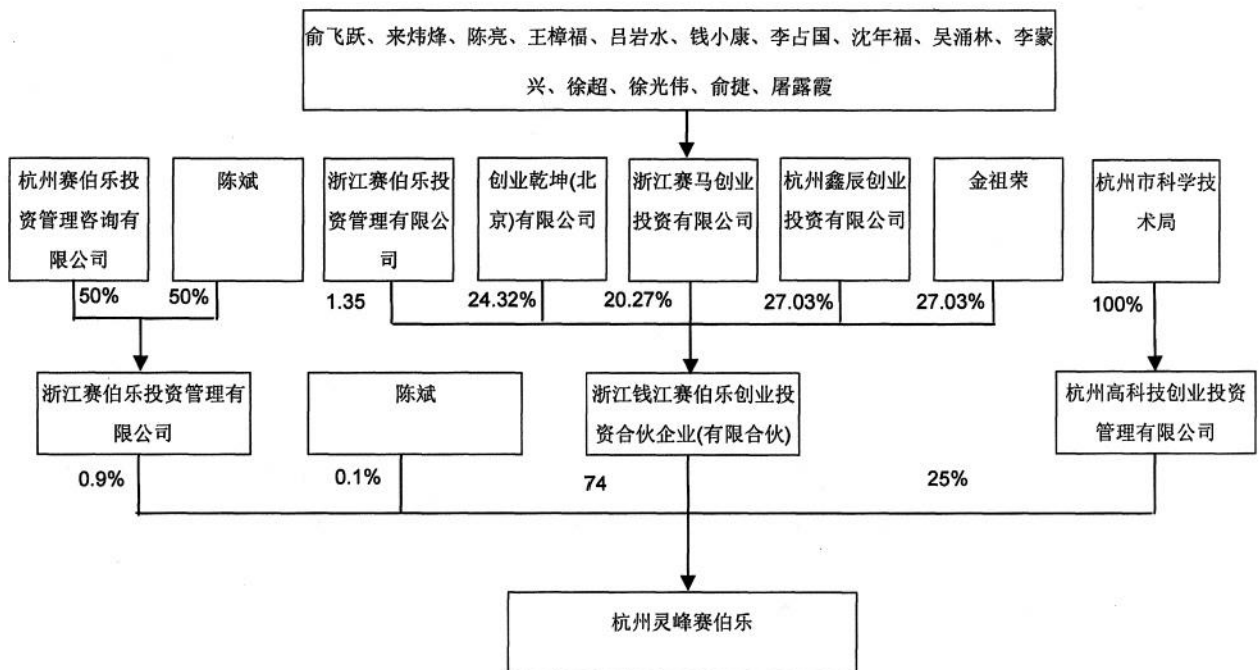 俞飞跃、来炜烽、陈亮、王樟福、吕岩水、钱小康、李占国、沈年福、吴涌林、李蒙
兴、徐超、徐光伟、俞捷、屠露霞
杭州赛伯乐投
资管理咨询有
限公司
陈斌
浙江赛伯乐投
资管理有限公
司
创业乾坤(北
京)有限公司
浙江赛马创业
投资有限公司
杭州鑫辰创业
投资有限公司
金祖荣
杭州市科学技
术局
50%
50%
1.35
24.32%
20.27%
27.03%
27.03%
100%
浙江赛伯乐投资管理有
限公司
陈斌
浙江钱江赛伯乐创业投
资合伙企业(有限合伙)
杭州高科技创业投资
管理有限公司
0.9%
0.1%
74
25%
杭州灵峰赛伯乐